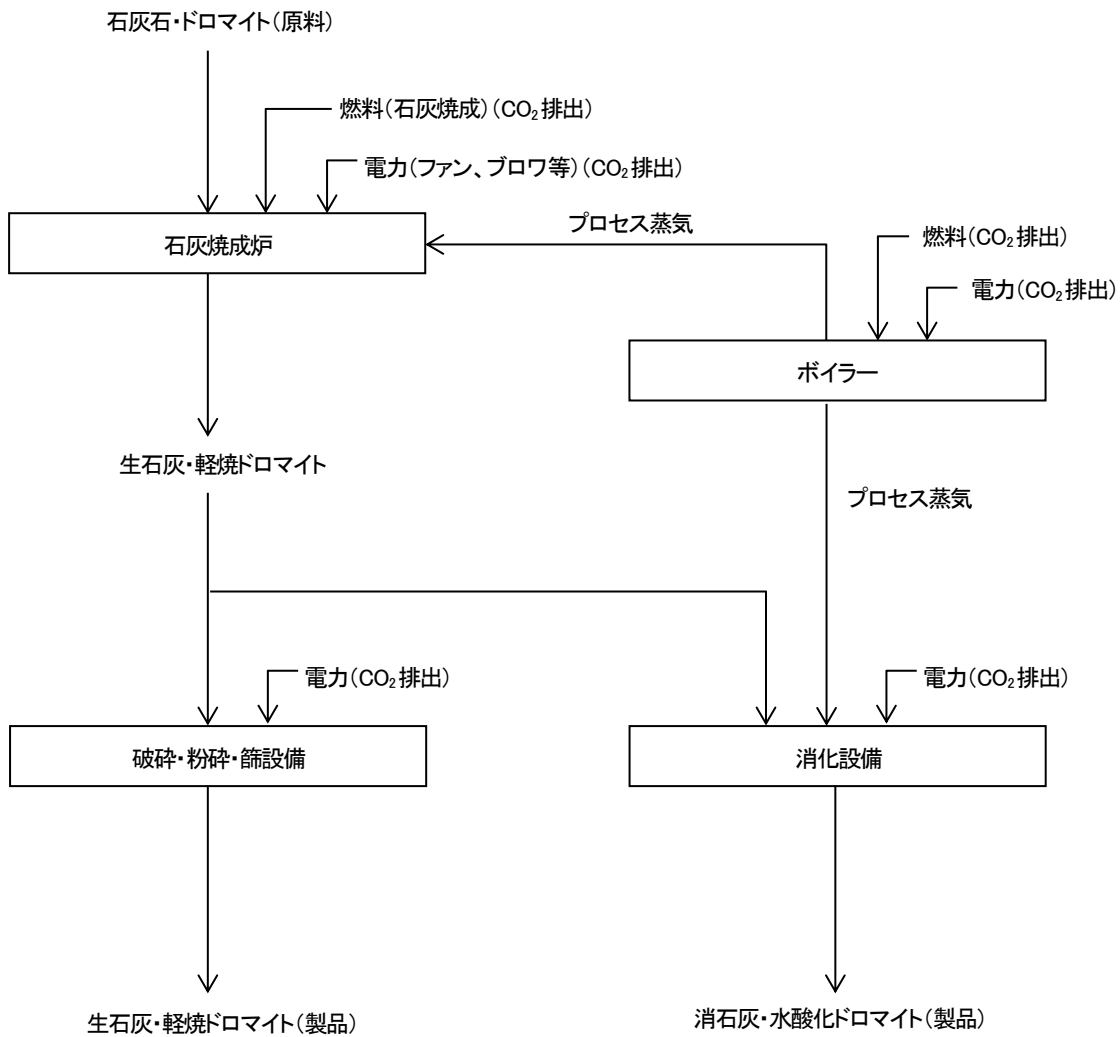 石灰石・ドロマイト（原料）
燃料（石灰焼成）（CO₂排出）
電力（ファン、ブロワ等）（CO₂排出）
石灰焼成炉
プロセス蒸気
燃料（CO₂排出）
電力（CO₂排出）
ボイラー
生石灰・軽焼ドロマイト
プロセス蒸気
電力（CO₂排出）
電力（CO₂排出）
破砕・粉砕・篩設備
消化設備
生石灰・軽焼ドロマイト（製品）
消石灰・水酸化ドロマイト（製品）